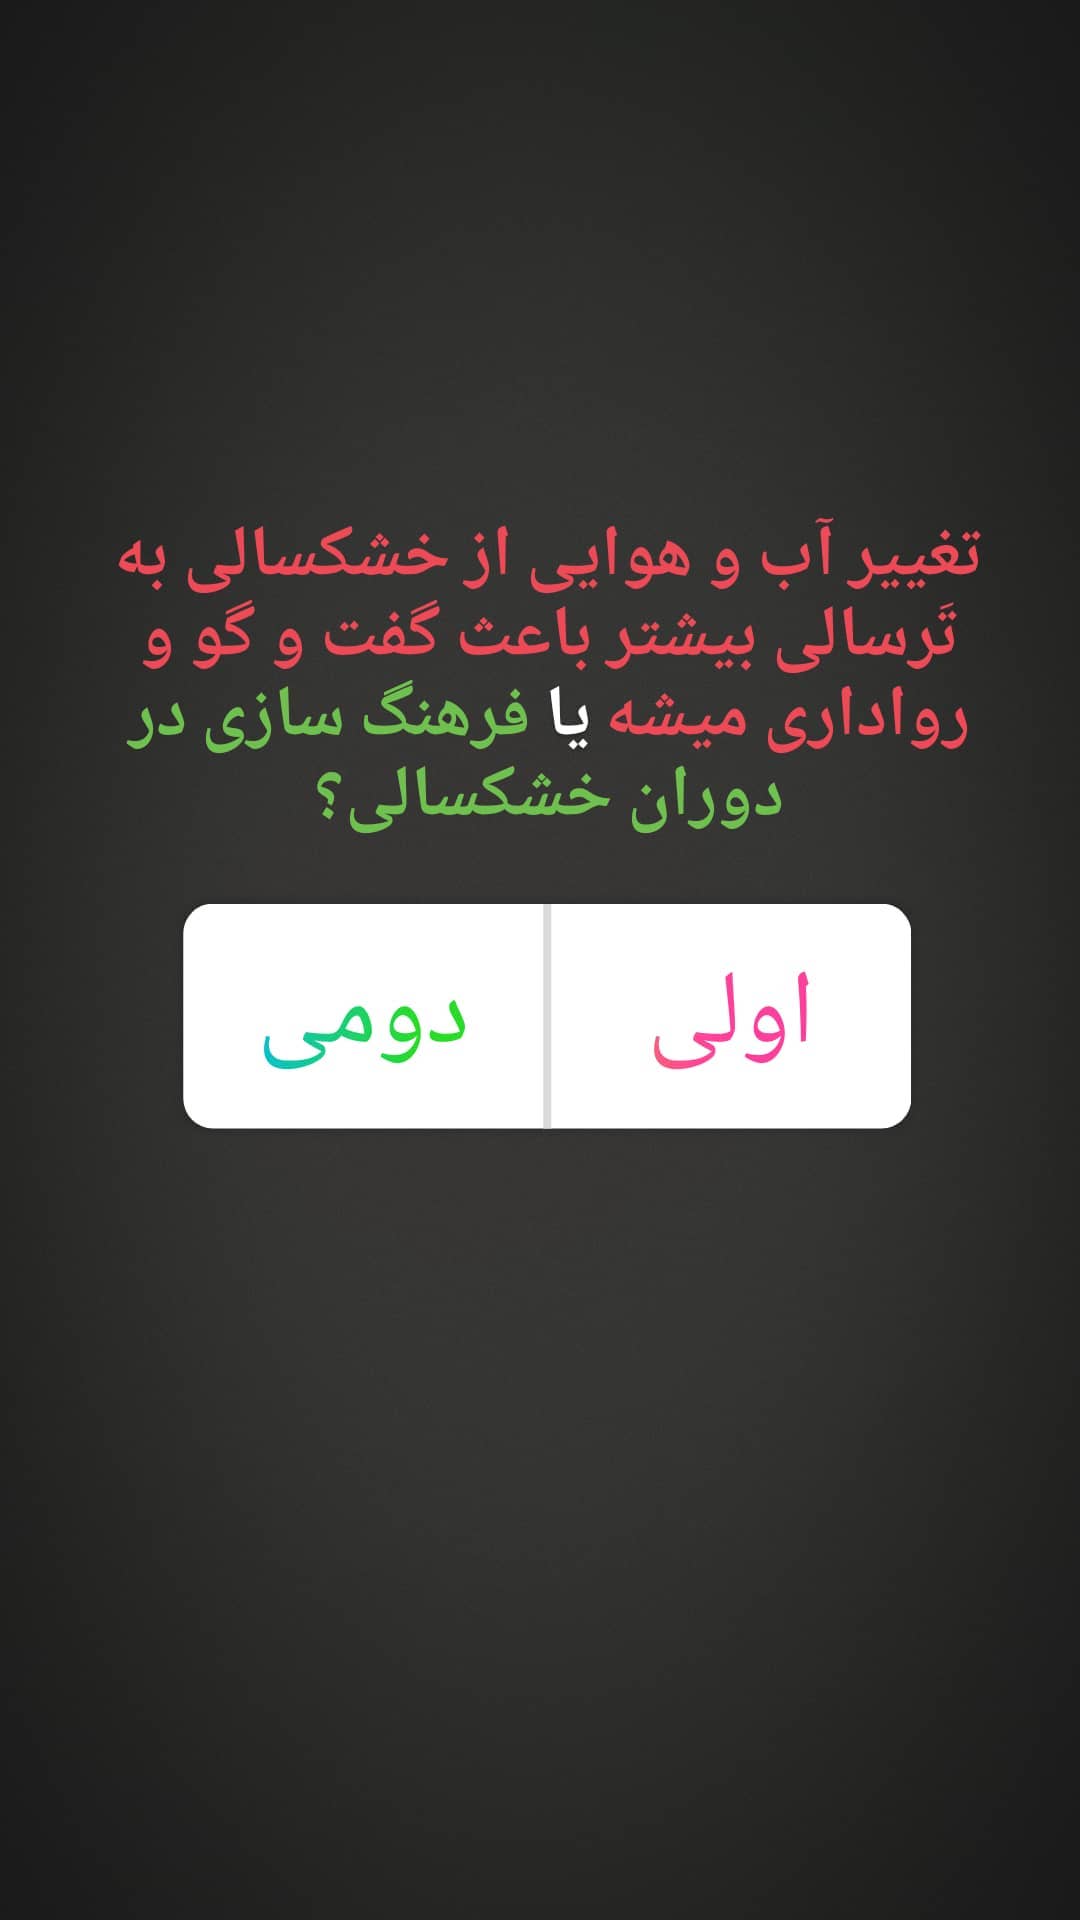 تغییر آب و هوایی از خشکسالی به
تَرسالی بیشتر باعث گفت و گو و
رواداری میشه یا فرهنگ سازی در
دوران خشکسالی؟
اولی
دومی